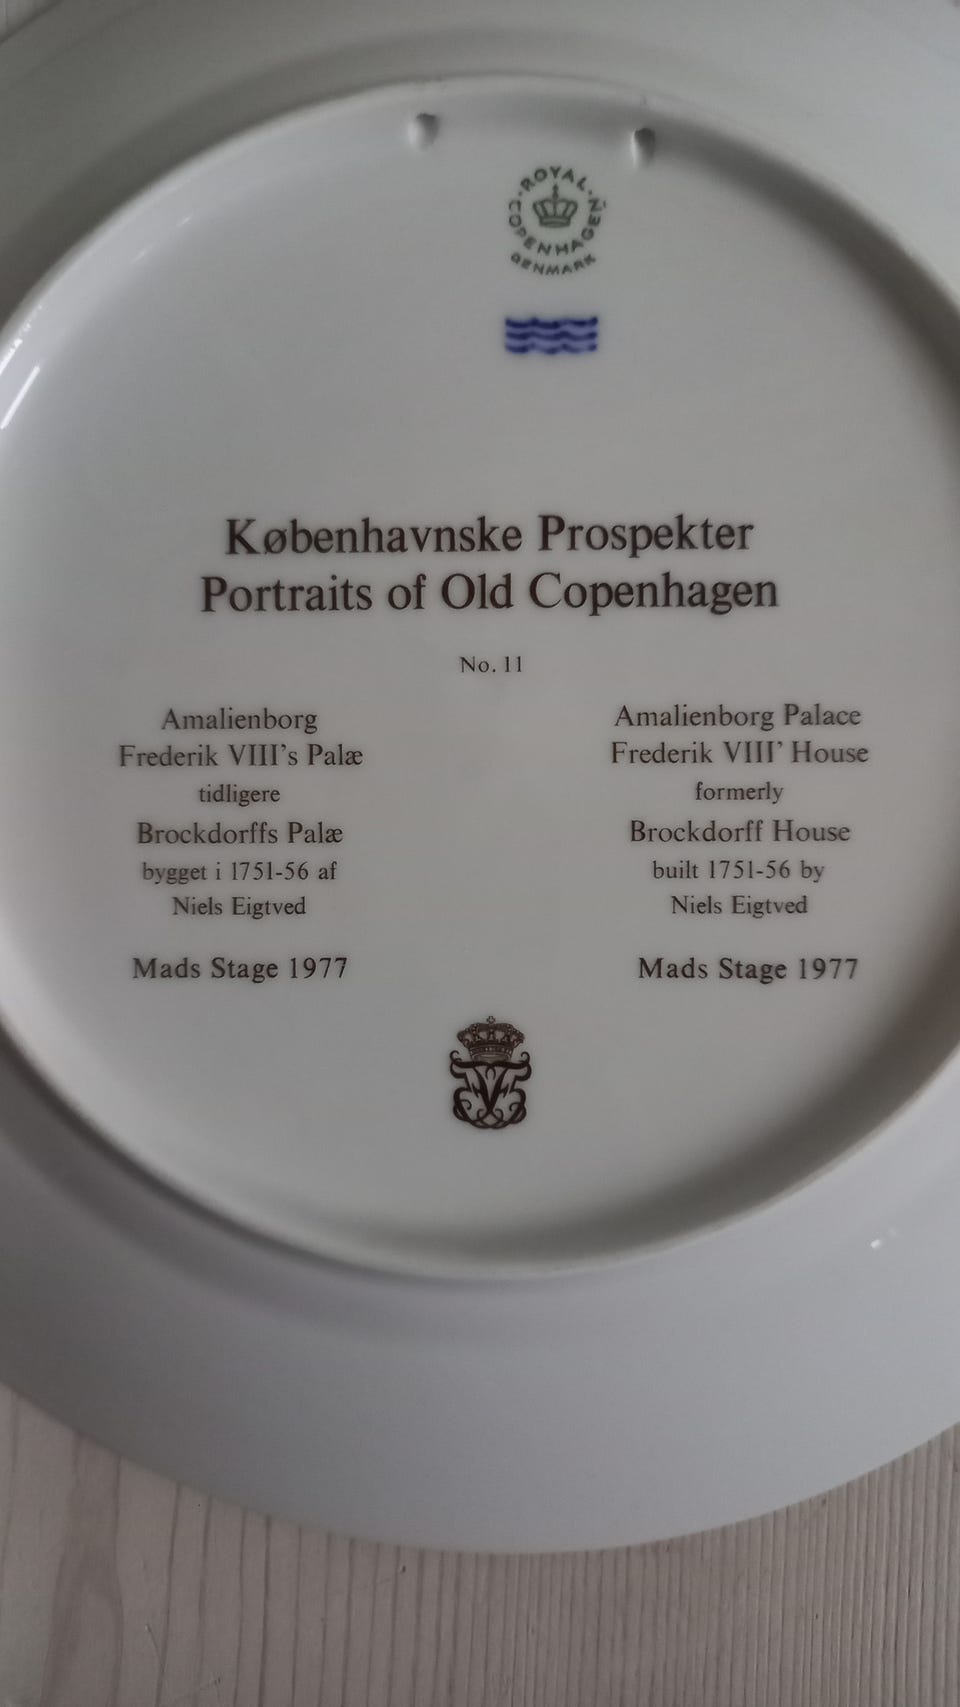 ROYAL
COPENHAGEN
DENMARK
Københavnske Prospekter
Portraits of Old Copenhagen
No. 11
Amalienborg
Frederik VIII's Palæ
tidligere
Brockdorffs Palæ
bygget i 1751-56 af
Niels Eigtved
Mads Stage 1977
Amalienborg Palace
Frederik VIII' House
formerly
Brockdorff House
built 1751-56 by
Niels Eigtved
Mads Stage 1977